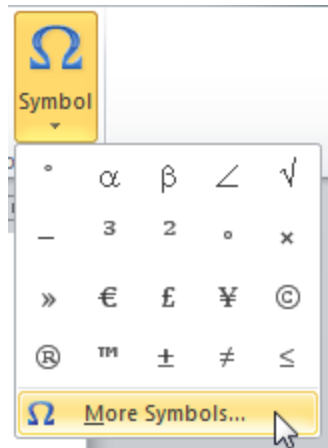 Symbol
° α β ∠ √
_ ³ ² ∘ ×
» € £ ¥ ©
® ™ ± ≠ ≤
More Symbols...